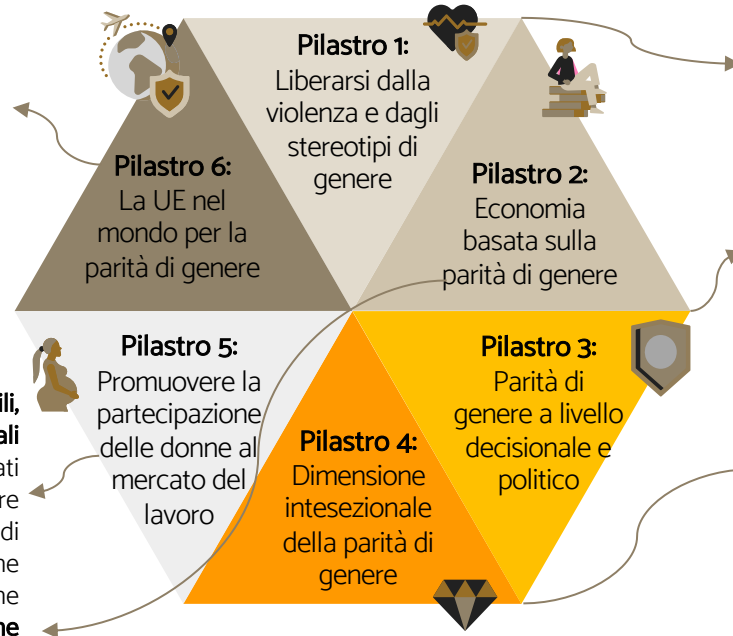 Pilastro 1:
Liberarsi dalla
violenza e dagli
stereotipi di
genere
Pilastro 2:
Economia
basata sulla
parità di genere
Pilastro 3:
Parità di
genere a livello
decisionale e
politico
Pilastro 4:
Dimensione
intesezionale
della parità di
genere
Pilastro 5:
Promuovere la
partecipazione
delle donne al
mercato del
lavoro
Pilastro 6:
La UE nel
mondo per la
parità di genere
di